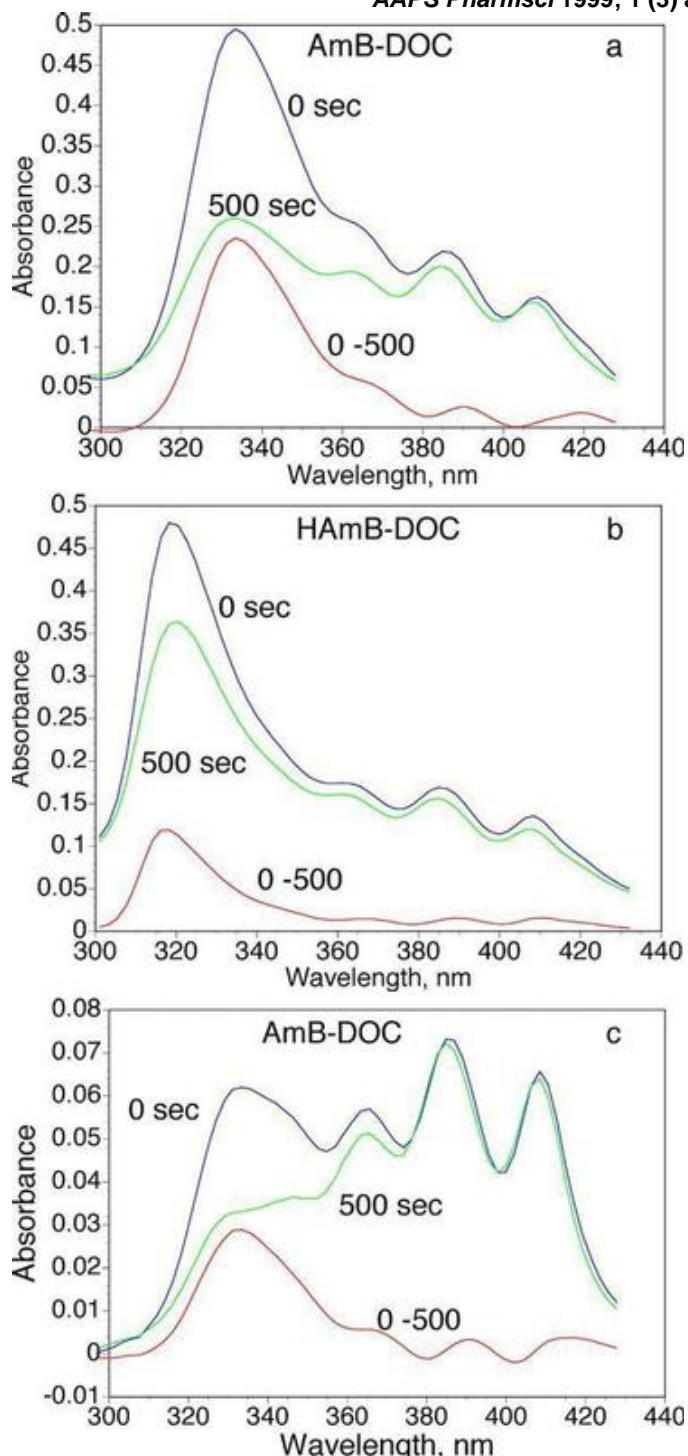 AAPS Pharmsci 1999; 1 (3) a
AmB-DOC a
0.5
0.45
0.4
0.35
0.3
0.25
0.2
0.15
0.1
0.05
0
Absorbance
0 sec
500 sec
0 -500
300 320 340 360 380 400 420 440
Wavelength, nm
HAmB-DOC b
0.5
0.45
0.4
0.35
0.3
0.25
0.2
0.15
0.1
0.05
0
Absorbance
0 sec
500 sec
0 -500
300 320 340 360 380 400 420 440
Wavelength, nm
AmB-DOC c
0.08
0.07
0.06
0.05
0.04
0.03
0.02
0.01
0
-0.01
Absorbance
0 sec
500 sec
0 -500
300 320 340 360 380 400 420 440
Wavelength, nm